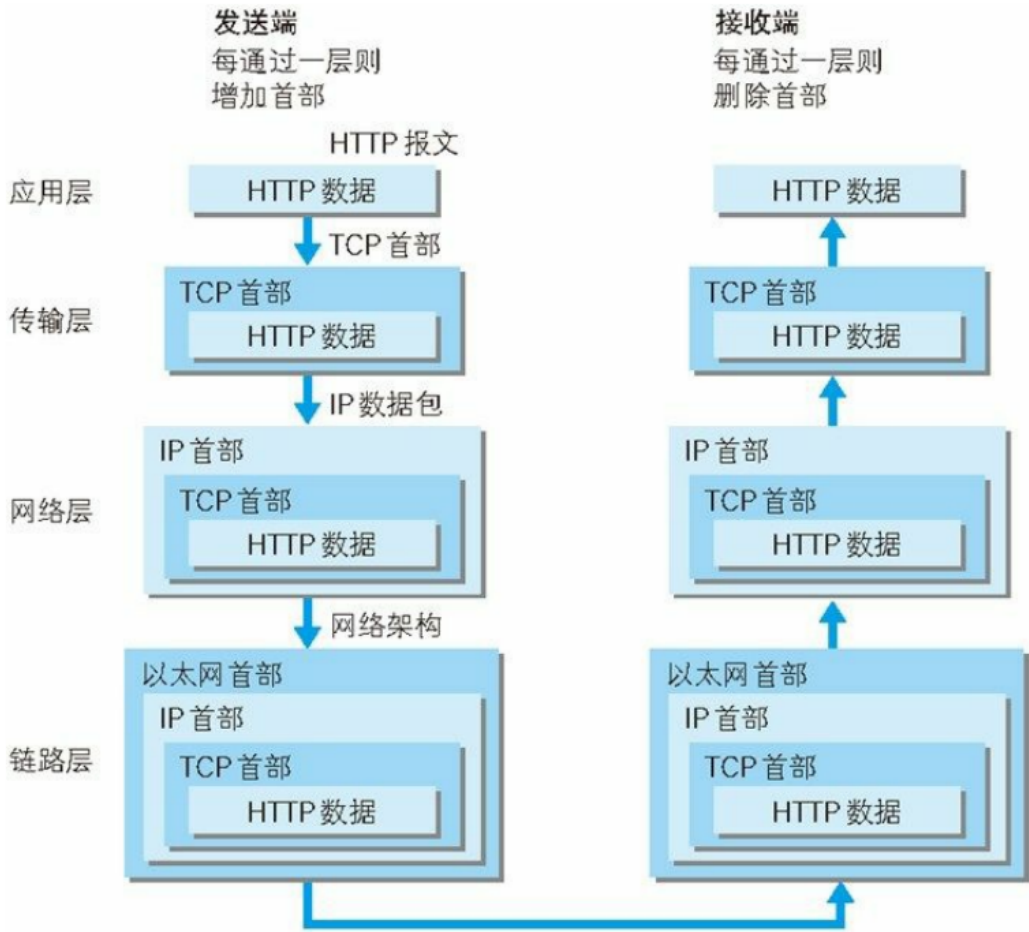 发送端
每通过一层则
增加首部
接收端
每通过一层则
删除首部
HTTP 报文
应用层
HTTP 数据
HTTP 数据
TCP 首部
传输层
TCP 首部
HTTP 数据
TCP 首部
HTTP 数据
IP 数据包
网络层
IP 首部
TCP 首部
HTTP 数据
IP 首部
TCP 首部
HTTP 数据
网络架构
链路层
以太网首部
IP 首部
TCP 首部
HTTP 数据
以太网首部
IP 首部
TCP 首部
HTTP 数据